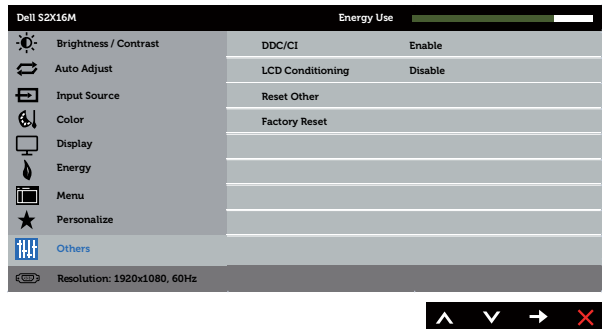 Dell S2X16M Energy Use
Brightness / Contrast DDC/CI Enable
Auto Adjust LCD Conditioning Disable
Input Source Reset Other
Color Factory Reset
Display
Energy
Menu
Personalize
Others
Resolution: 1920x1080, 60Hz